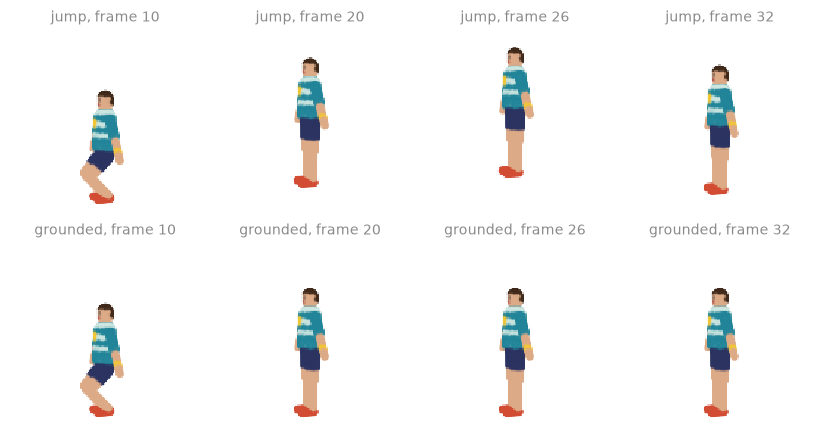 jump, frame 10
jump, frame 20
jump, frame 26
jump, frame 32
grounded, frame 10
grounded, frame 20
grounded, frame 26
grounded, frame 32